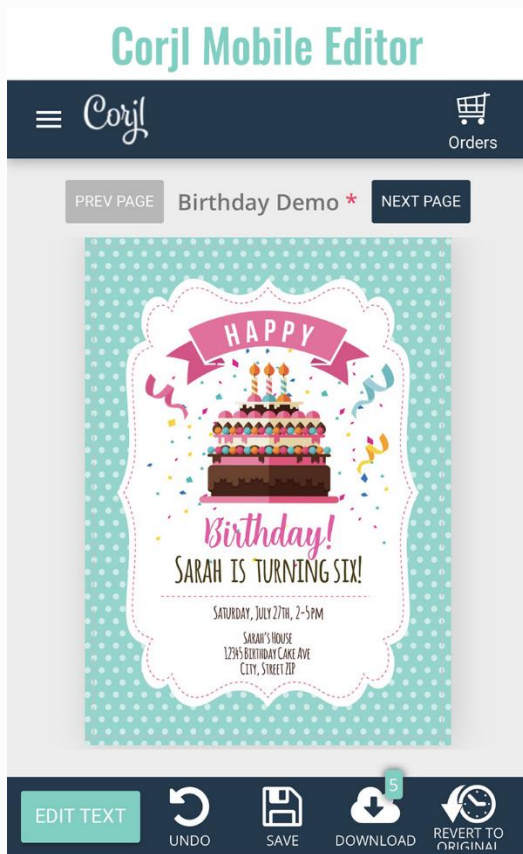 Corjl Mobile Editor
Corjl
Orders
PREV PAGE
Birthday Demo *
NEXT PAGE
HAPPY
Birthday!
SARAH IS TURNING SIX!
SATURDAY, JULY 27TH, 2-5PM
SARAH'S HOUSE
12345 BIRTHDAY CAKE AVE
CITY, STREET ZIP
EDIT TEXT
UNDO
SAVE
5
DOWNLOAD
REVERT TO
ORIGINAL